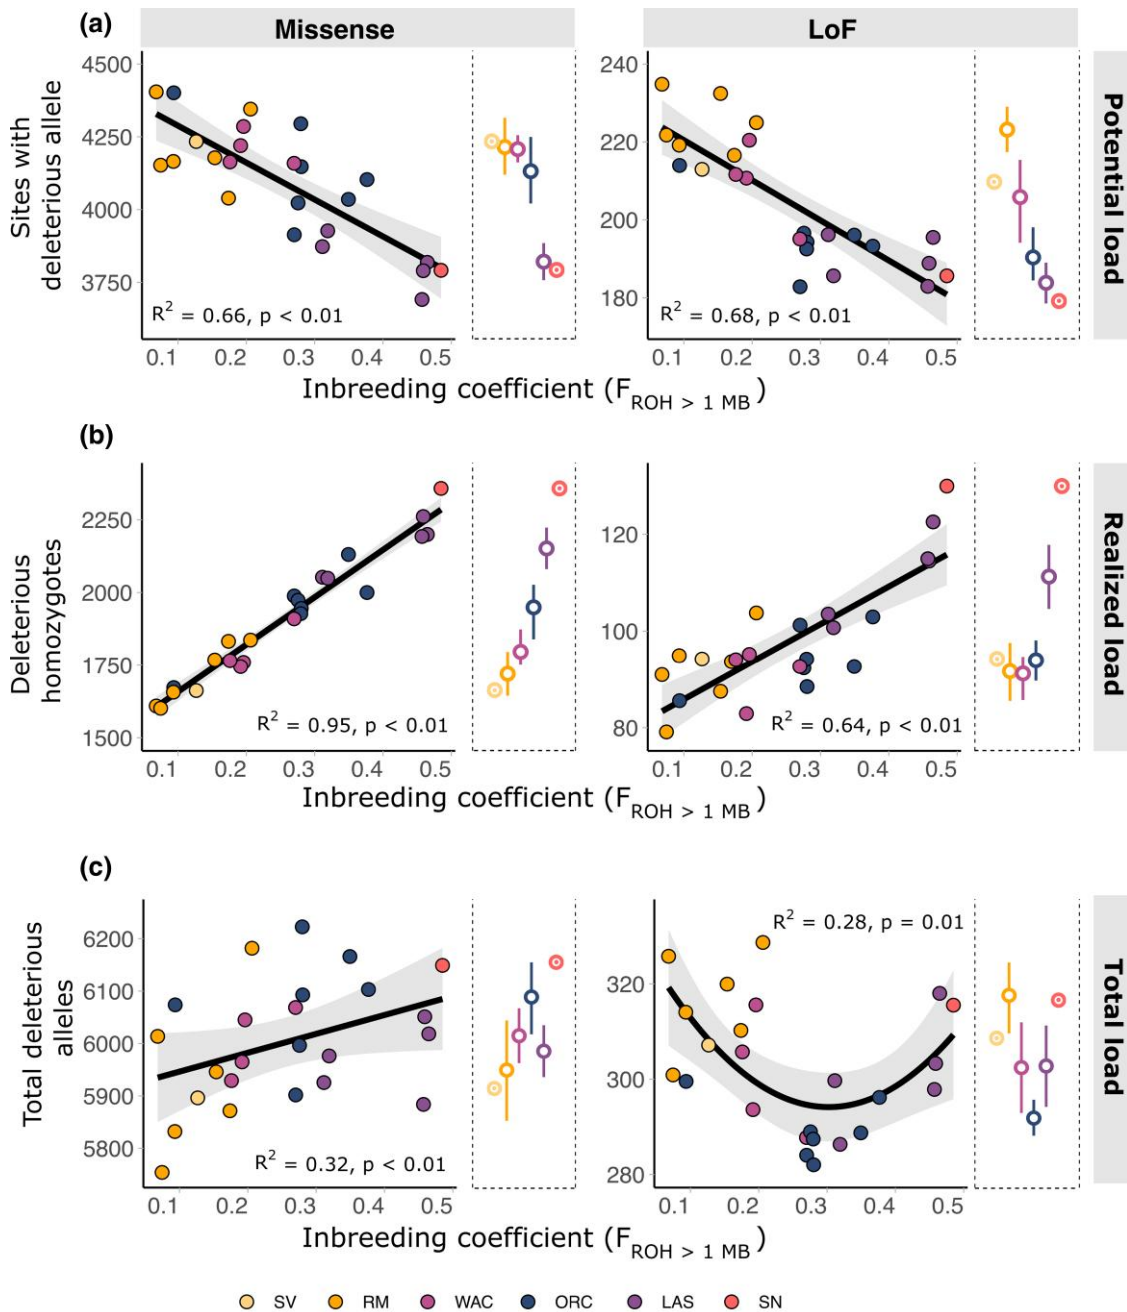 (a)
Missense
LoF
Sites with
deleterious allele
4500
4250
4000
3750
R² = 0.66, p < 0.01
0.1 0.2 0.3 0.4 0.5
240
220
200
180
R² = 0.68, p < 0.01
0.1 0.2 0.3 0.4 0.5
Potential load
Inbreeding coefficient (F ROH > 1 MB)
(b)
Deleterious
homozygotes
2250
2000
1750
1500
R² = 0.95, p < 0.01
0.1 0.2 0.3 0.4 0.5
120
100
80
R² = 0.64, p < 0.01
0.1 0.2 0.3 0.4 0.5
Realized load
Inbreeding coefficient (F ROH > 1 MB)
(c)
Total deleterious
alleles
6200
6100
6000
5900
5800
R² = 0.32, p < 0.01
0.1 0.2 0.3 0.4 0.5
320
300
280
R² = 0.28, p = 0.01
0.1 0.2 0.3 0.4 0.5
Total load
Inbreeding coefficient (F ROH > 1 MB)
SV RM WAC ORC LAS SN